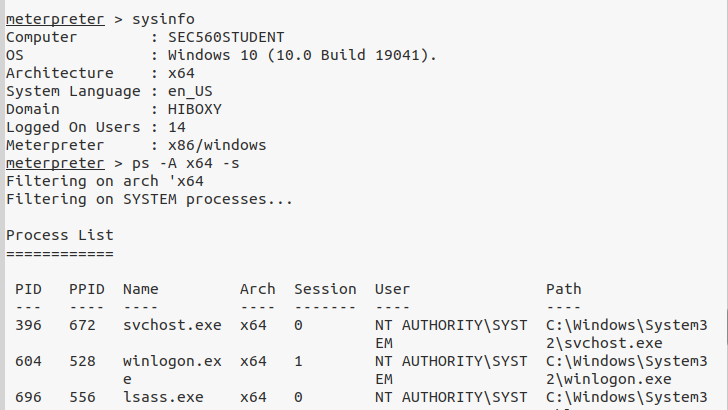 meterpreter > sysinfo
Computer        : SEC560STUDENT
OS              : Windows 10 (10.0 Build 19041).
Architecture    : x64
System Language : en_US
Domain          : HIBOXY
Logged On Users : 14
Meterpreter     : x86/windows
meterpreter > ps -A x64 -s
Filtering on arch 'x64
Filtering on SYSTEM processes...

Process List
============

 PID   PPID  Name         Arch  Session  User               Path
 ---   ----  ----         ----  -------  ----               ----
 396   672   svchost.exe  x64   0        NT AUTHORITY\SYST  C:\Windows\System3
                                         EM                 2\svchost.exe
 604   528   winlogon.ex  x64   1        NT AUTHORITY\SYST  C:\Windows\System3
             e                           EM                 2\winlogon.exe
 696   556   lsass.exe    x64   0        NT AUTHORITY\SYST  C:\Windows\System3